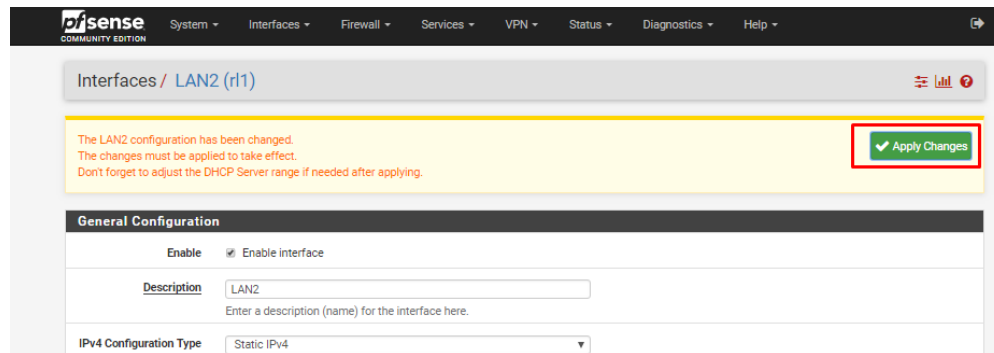 pfsense System Interfaces Firewall Services VPN Status Diagnostics Help
COMMUNITY EDITION
Interfaces / LAN2 (rl1)
The LAN2 configuration has been changed.
The changes must be applied to take effect.
Don't forget to adjust the DHCP Server range if needed after applying.
Apply Changes
General Configuration
Enable Enable interface
Description LAN2
Enter a description (name) for the interface here.
IPv4 Configuration Type Static IPv4